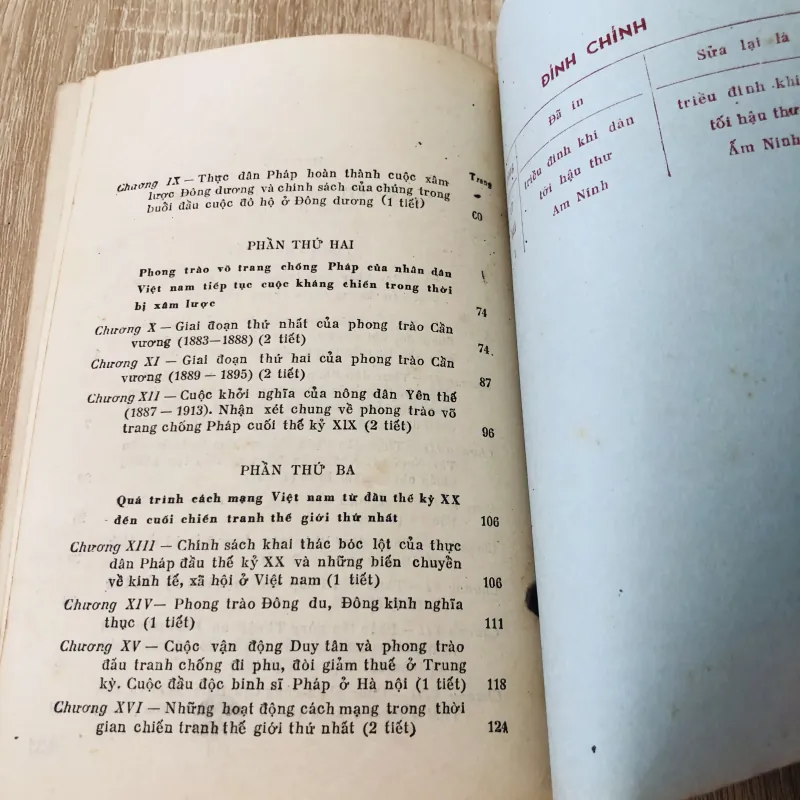 Trang
Chương IX — Thực dân Pháp hoàn thành cuộc xâm
lược Đông dương và chính sách của chúng trong
buổi đầu cuộc đô hộ ở Đông dương (1 tiết)
PHẦN THỨ HAI
Phong trào võ trang chống Pháp của nhân dân
Việt nam tiếp tục cuộc kháng chiến trong thời
bị xâm lược 74
Chương X — Giai đoạn thứ nhất của phong trào Cần
vương (1883—1888) (2 tiết) 74
Chương XI — Giai đoạn thứ hai của phong trào Cần
vương (1889 — 1895) (2 tiết) 87
Chương XII — Cuộc khởi nghĩa của nông dân Yên thế
(1887 — 1913). Nhận xét chung về phong trào võ
trang chống Pháp cuối thế kỷ XIX (2 tiết) 96
PHẦN THỨ BA
Quá trình cách mạng Việt nam từ đầu thế kỷ XX
đến cuối chiến tranh thế giới thứ nhất 106
Chương XIII — Chính sách khai thác bóc lột của thực
dân Pháp đầu thế kỷ XX và những biến chuyển
về kinh tế, xã hội ở Việt nam (1 tiết) 106
Chương XIV— Phong trào Đông du, Đông kinh nghĩa
thục (1 tiết) 111
Chương XV — Cuộc vận động Duy tân và phong trào
đấu tranh chống đi phu, đòi giảm thuế ở Trung
kỳ. Cuộc đầu độc binh sĩ Pháp ở Hà nội (1 tiết) 118
Chương XVI — Những hoạt động cách mạng trong thời
gian chiến tranh thế giới thứ nhất (2 tiết) 124
ĐÍNH CHÍNH
Đã in
Sửa lại là
triều đình khi dân
tới hậu thư
Am Ninh
triều đình khi
tối hậu thư
Ấm Ninh